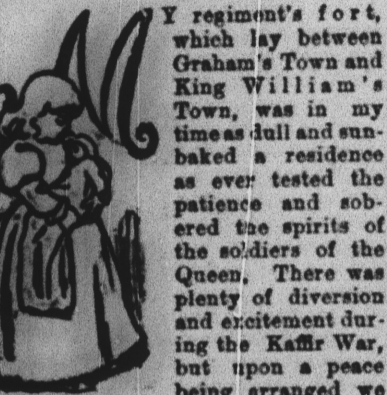 MY regiment's fort,
which lay between
Graham's Town and
King William's
Town, was in my
time as dull and sun-
baked a residence
as ever tested the
patience and sob-
ered the spirits of
the soldiers of the
Queen. There was
plenty of diversion
and excitement dur-
ing the Kaffir War,
but upon a peace
being arranged we